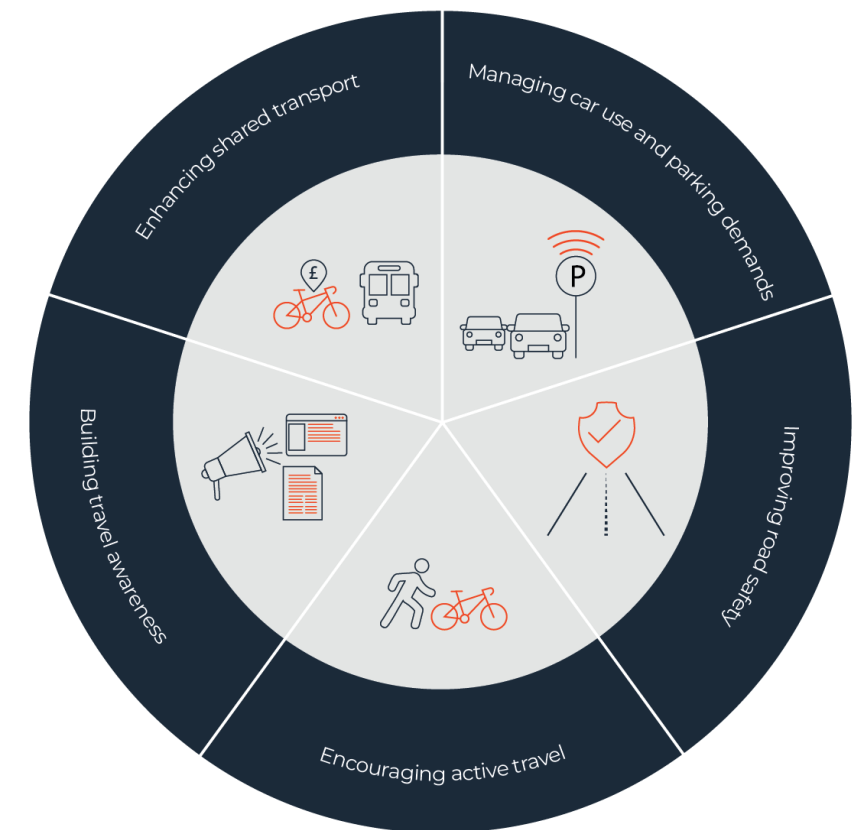 Enhancing shared transport
Managing car use and parking demands
£
P
Building travel awareness
Improving road safety
Encouraging active travel